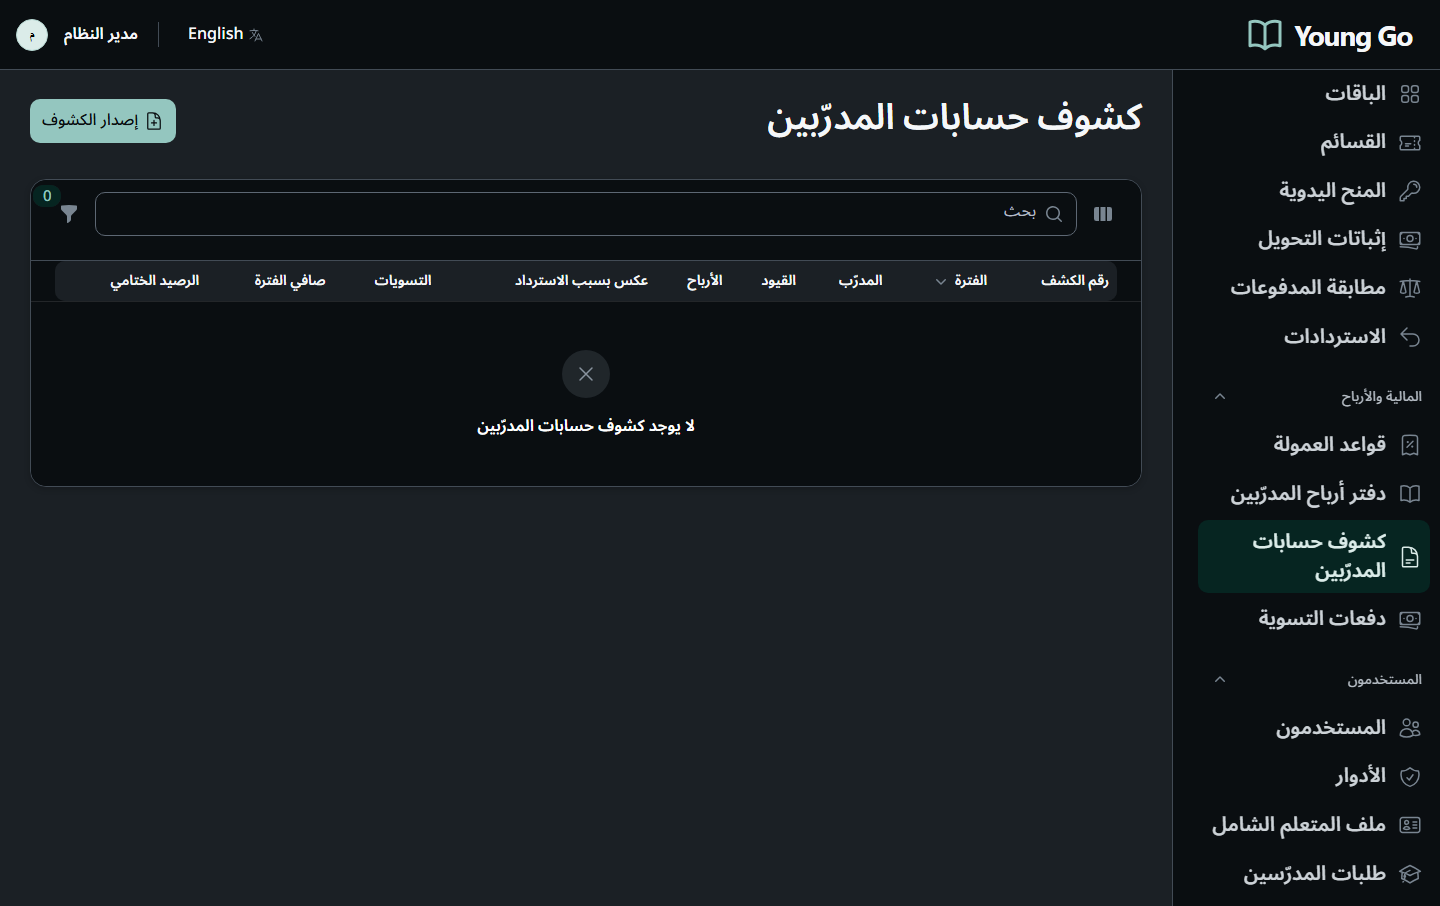 Young Go
English
مدير النظام
م
الباقات
القسائم
المنح اليدوية
إثباتات التحويل
مطابقة المدفوعات
الاستردادات
المالية والأرباح
قواعد العمولة
دفتر أرباح المدرّبين
كشوف حسابات
المدرّبين
دفعات التسوية
المستخدمون
المستخدمون
الأدوار
ملف المتعلم الشامل
طلبات المدرّسين
كشوف حسابات المدرّبين
إصدار الكشوف
بحث
0
رقم الكشف الفترة المدرّب القيود الأرباح عكس بسبب الاسترداد التسويات صافي الفترة الرصيد الختامي
لا يوجد كشوف حسابات المدرّبين